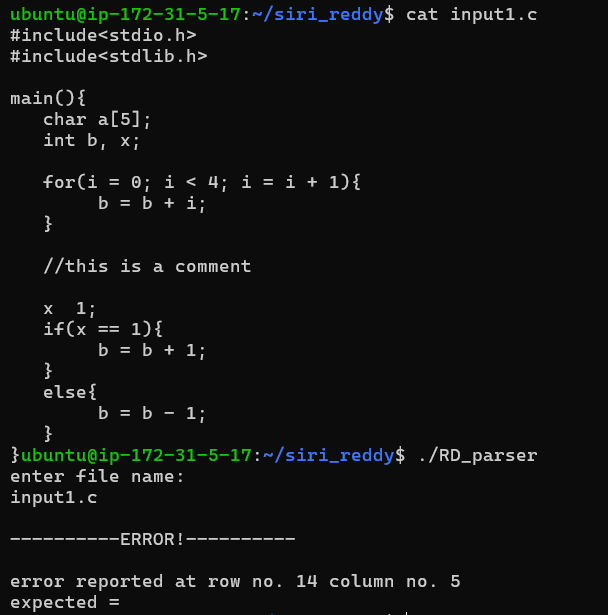 ubuntu@ip-172-31-5-17:~/siri_reddy$ cat input1.c
#include<stdio.h>
#include<stdlib.h>
main(){
   char a[5];
   int b, x;
   for(i = 0; i < 4; i = i + 1){
        b = b + i;
   }
   //this is a comment
   x  1;
   if(x == 1){
        b = b + 1;
   }
   else{
        b = b - 1;
   }
}ubuntu@ip-172-31-5-17:~/siri_reddy$ ./RD_parser
enter file name:
input1.c
----------ERROR!----------
error reported at row no. 14 column no. 5
expected =